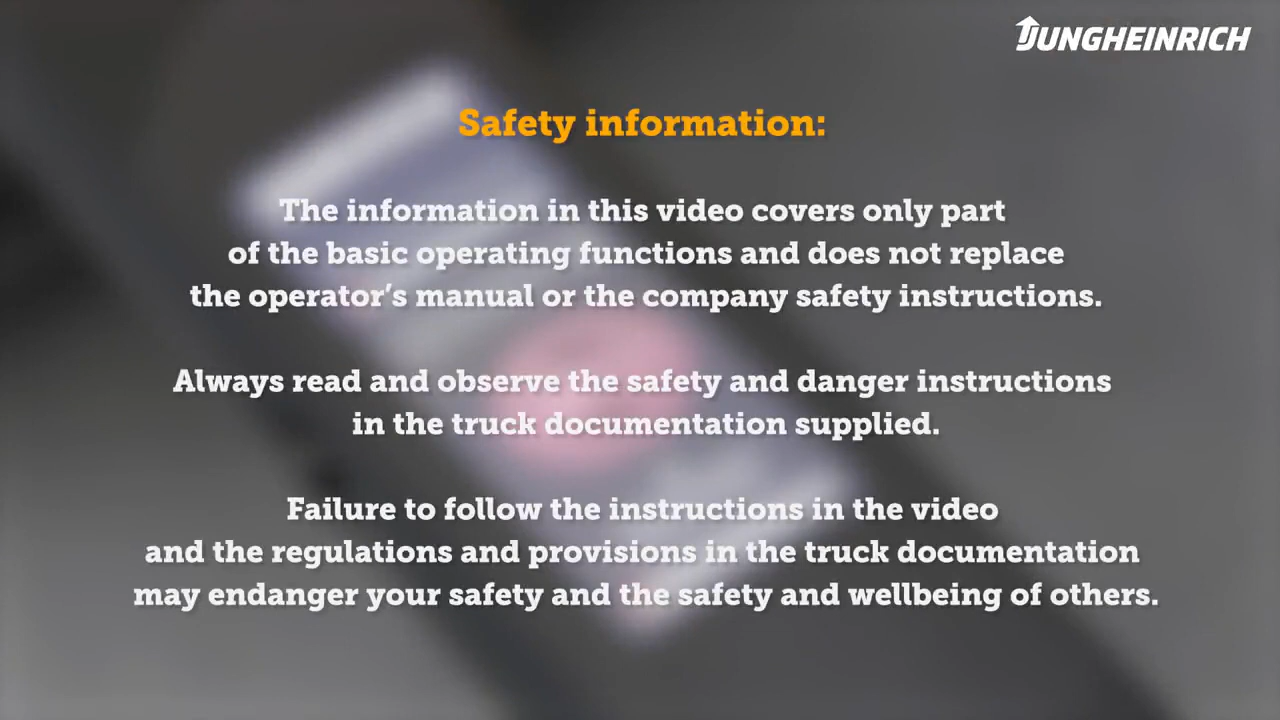 JUNGHEINRICH
Safety information:
The information in this video covers only part
of the basic operating functions and does not replace
the operator’s manual or the company safety instructions.
Always read and observe the safety and danger instructions
in the truck documentation supplied.
Failure to follow the instructions in the video
and the regulations and provisions in the truck documentation
may endanger your safety and the safety and wellbeing of others.